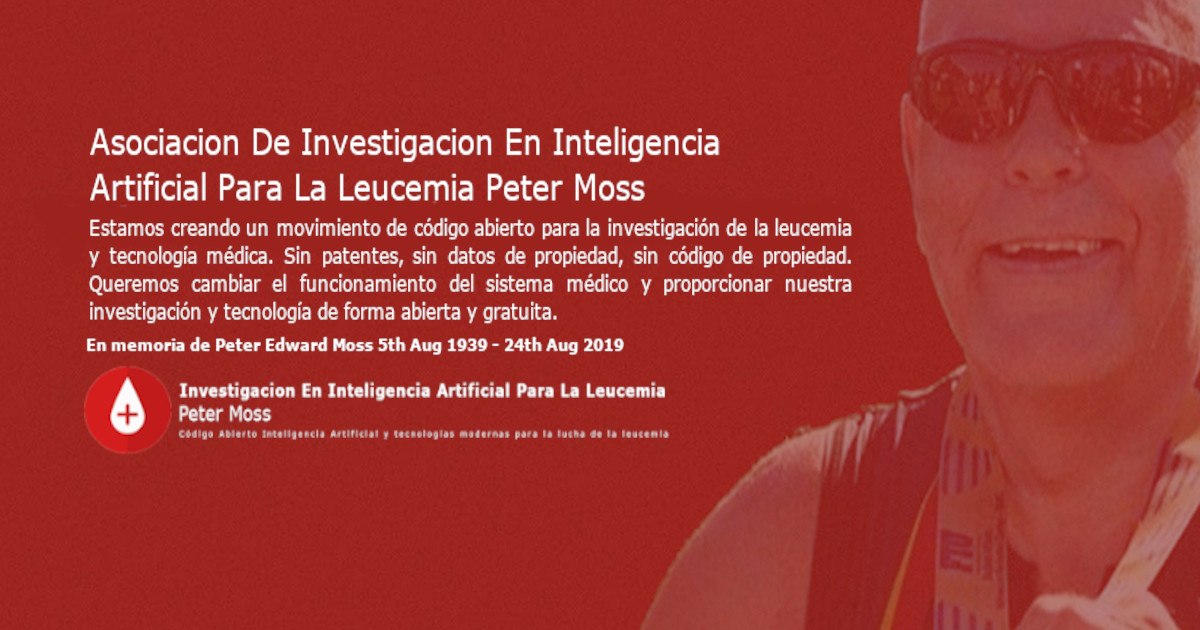 Asociacion De Investigacion En Inteligencia
Artificial Para La Leucemia Peter Moss
Estamos creando un movimiento de código abierto para la investigación de la leucemia
y tecnología médica. Sin patentes, sin datos de propiedad, sin código de propiedad.
Queremos cambiar el funcionamiento del sistema médico y proporcionar nuestra
investigación y tecnología de forma abierta y gratuita.
En memoria de Peter Edward Moss 5th Aug 1939 - 24th Aug 2019
Investigacion En Inteligencia Artificial Para La Leucemia
Peter Moss
Código Abierto Inteligencia Artificial y tecnologias modernas para la lucha de la leucemia